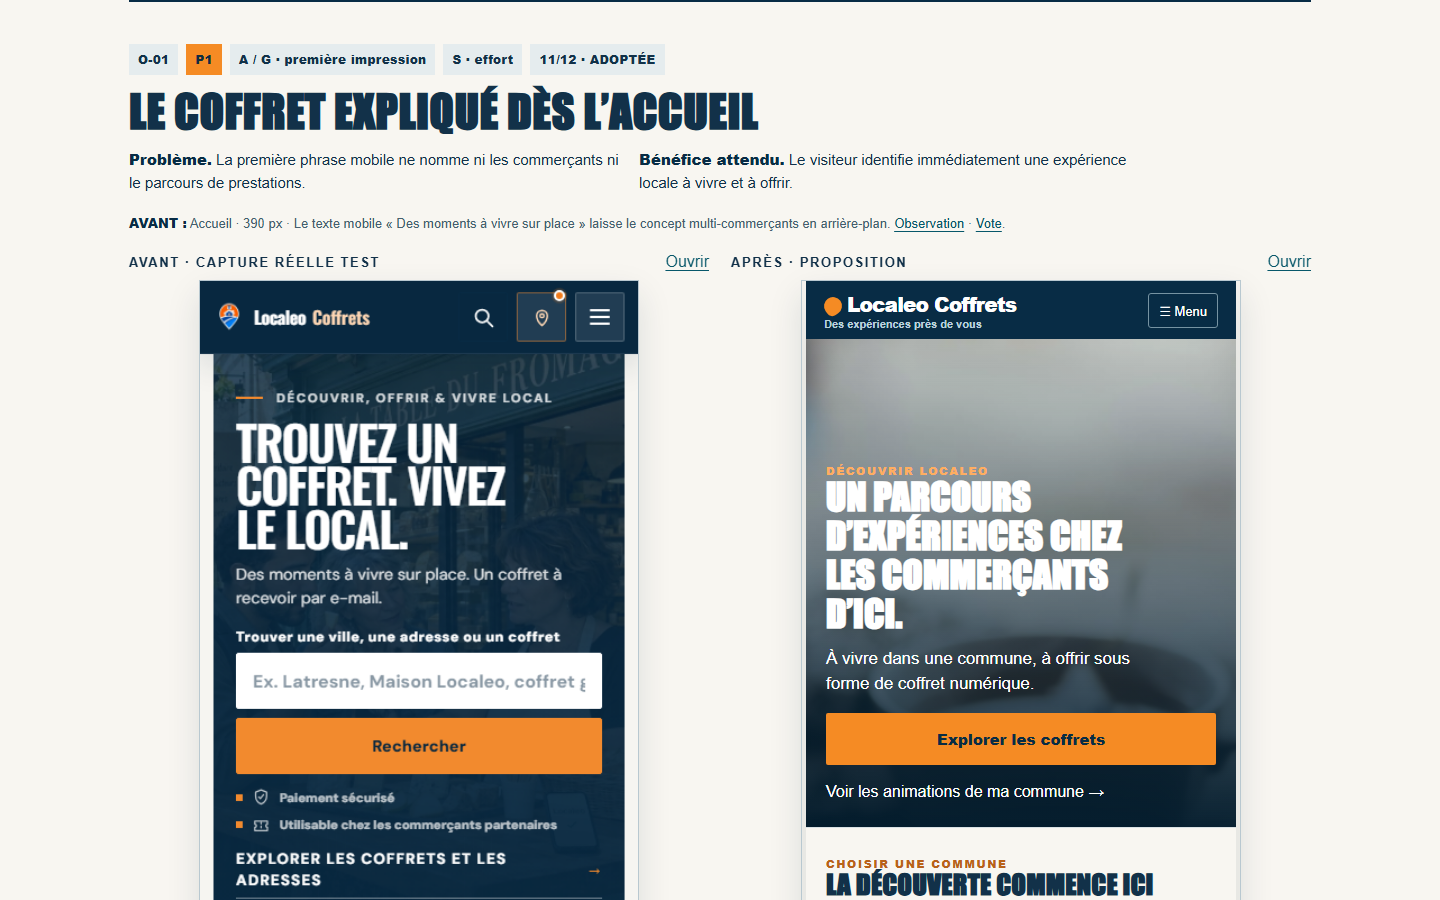 O-01 P1 A / G · première impression S · effort 11/12 · ADOPTÉE
LE COFFRET EXPLIQUÉ DÈS L’ACCUEIL
Problème. La première phrase mobile ne nomme ni les commerçants ni
le parcours de prestations.
Bénéfice attendu. Le visiteur identifie immédiatement une expérience
locale à vivre et à offrir.
AVANT : Accueil · 390 px · Le texte mobile « Des moments à vivre sur place » laisse le concept multi-commerçants en arrière-plan. Observation · Vote.
AVANT · CAPTURE RÉELLE TEST Ouvrir
Localeo Coffrets
TABLE DU FROMAG
DÉCOUVRIR, OFFRIR & VIVRE LOCAL
TROUVEZ UN
COFFRET. VIVEZ
LE LOCAL.
Des moments à vivre sur place. Un coffret à
recevoir par e-mail.
Trouver une ville, une adresse ou un coffret
Ex. Latresne, Maison Localeo, coffret g
Rechercher
Paiement sécurisé
Utilisable chez les commerçants partenaires
EXPLORER LES COFFRETS ET LES
ADRESSES →
APRÈS · PROPOSITION Ouvrir
Localeo Coffrets
Des expériences près de vous
☰ Menu
DÉCOUVRIR LOCALEO
UN PARCOURS
D’EXPÉRIENCES CHEZ
LES COMMERÇANTS
D’ICI.
À vivre dans une commune, à offrir sous
forme de coffret numérique.
Explorer les coffrets
Voir les animations de ma commune →
CHOISIR UNE COMMUNE
LA DÉCOUVERTE COMMENCE ICI